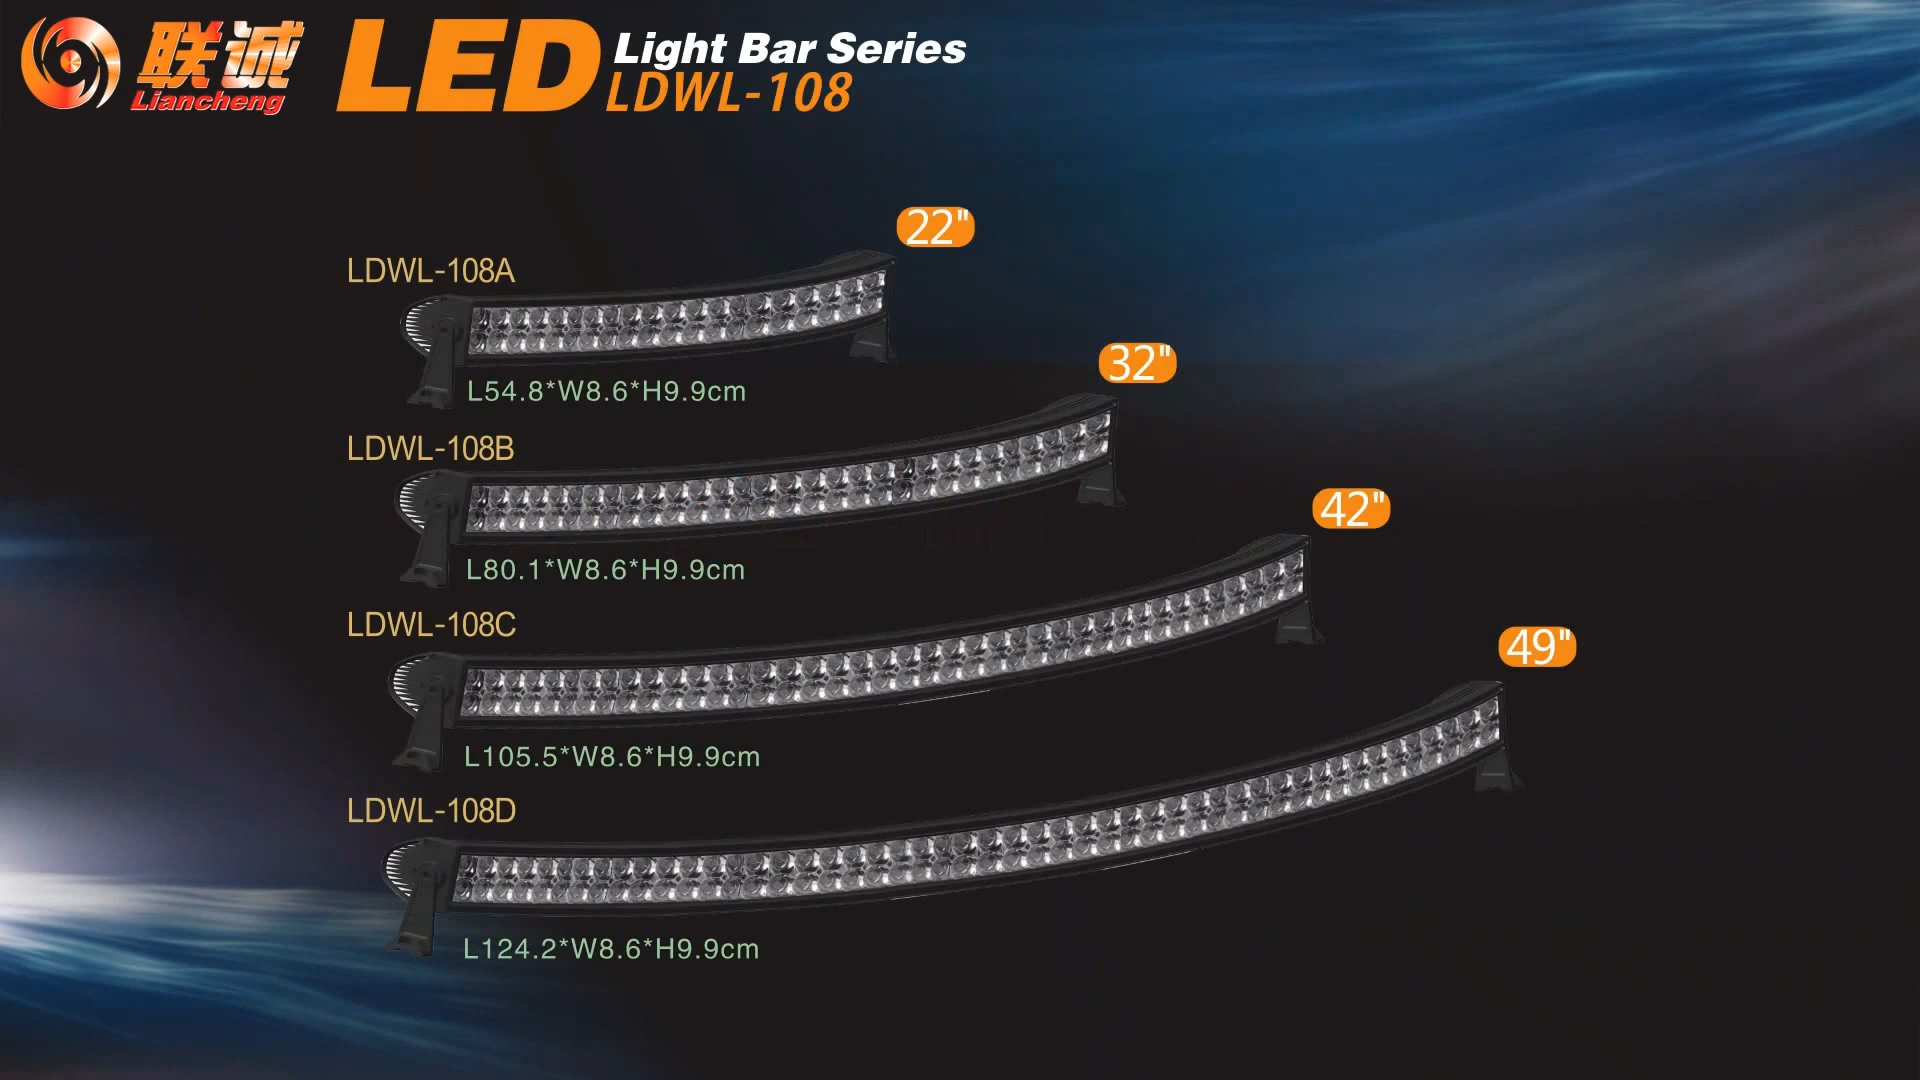 联诚
Liancheng
LED
Light Bar Series
LDWL-108
22"
LDWL-108A
L54.8*W8.6*H9.9cm
32"
LDWL-108B
L80.1*W8.6*H9.9cm
42"
LDWL-108C
L105.5*W8.6*H9.9cm
49"
LDWL-108D
L124.2*W8.6*H9.9cm